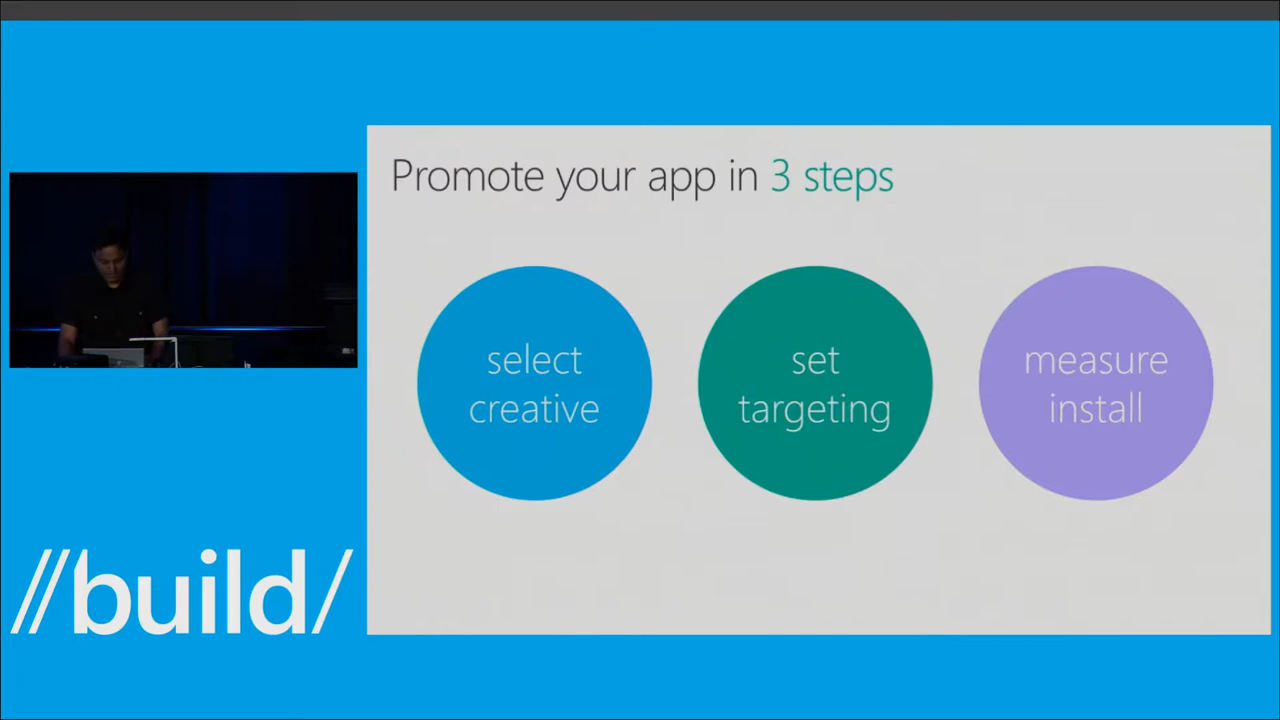 Promote your app in 3 steps
select
creative
set
targeting
measure
install
//build/